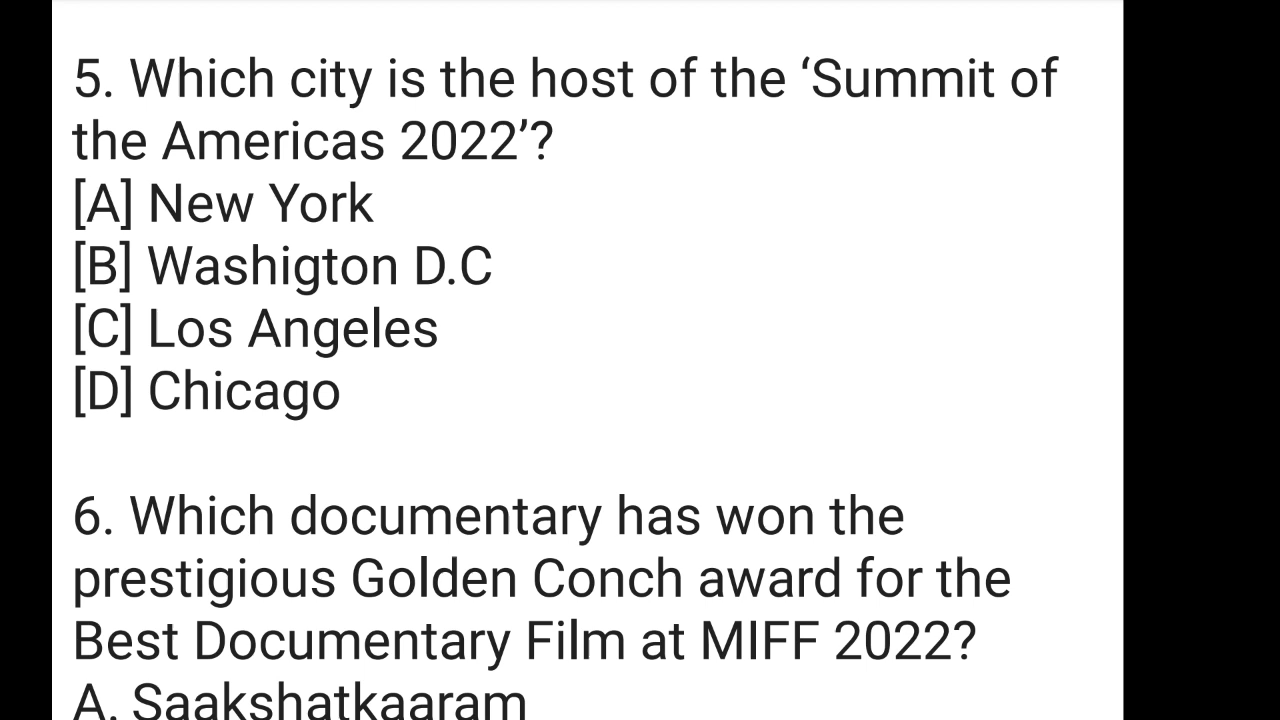 5. Which city is the host of the ‘Summit of
the Americas 2022’?
[A] New York
[B] Washigton D.C
[C] Los Angeles
[D] Chicago
6. Which documentary has won the
prestigious Golden Conch award for the
Best Documentary Film at MIFF 2022?
A. Saakshatkaaram